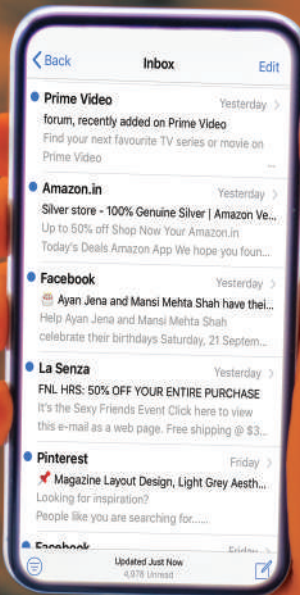 Back Inbox Edit
Prime Video Yesterday
forum, recently added on Prime Video
Find your next favourite TV series or movie on
Prime Video ...
Amazon.in Yesterday
Silver store - 100% Genuine Silver | Amazon Ve...
Up to 50% off Shop Now Your Amazon.in
Today's Deals Amazon App We hope you foun...
Facebook Yesterday
Ayan Jena and Mansi Mehta Shah have thei...
Help Ayan Jena and Mansi Mehta Shah
celebrate their birthdays Saturday, 21 Septem...
La Senza Yesterday
FNL HRS: 50% OFF YOUR ENTIRE PURCHASE
It's the Sexy Friends Event Click here to view
this e-mail as a web page. Free shipping @ $3...
Pinterest Friday
📌 Magazine Layout Design, Light Grey Aesth...
Looking for inspiration?
People like you are searching for......
Facebook Friday
Updated Just Now
4,978 Unread